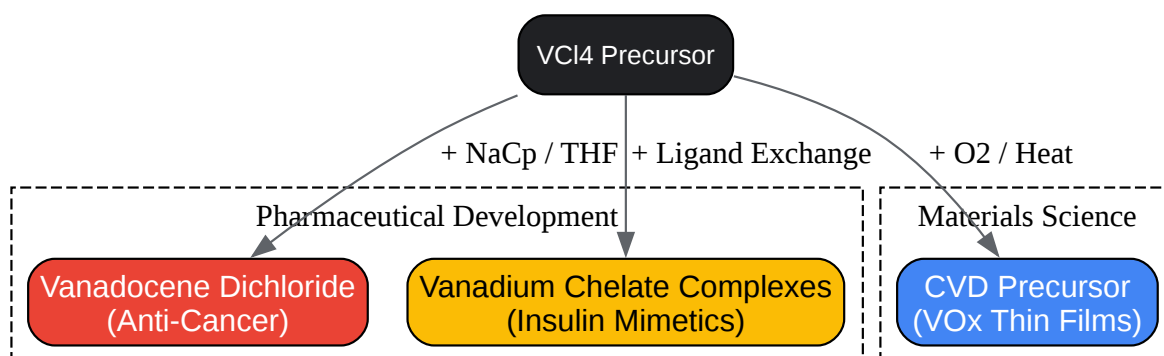 VCl4 Precursor
+ NaCp / THF
+ Ligand Exchange
+ O2 / Heat
Pharmaceutical Development
Materials Science
Vanadocene Dichloride
(Anti-Cancer)
Vanadium Chelate Complexes
(Insulin Mimetics)
CVD Precursor
(VOx Thin Films)